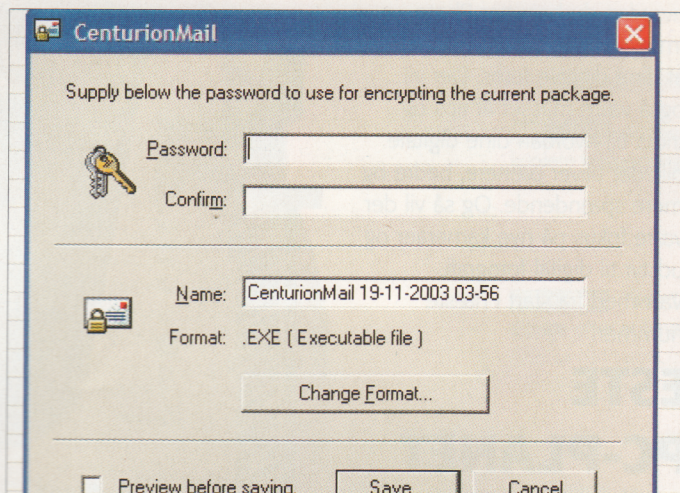 CenturionMail
Supply below the password to use for encrypting the current package.
Password:
Confirm:
Name: CenturionMail 19-11-2003 03-56
Format: .EXE ( Executable file )
Change Format...
Preview before saving. Save Cancel